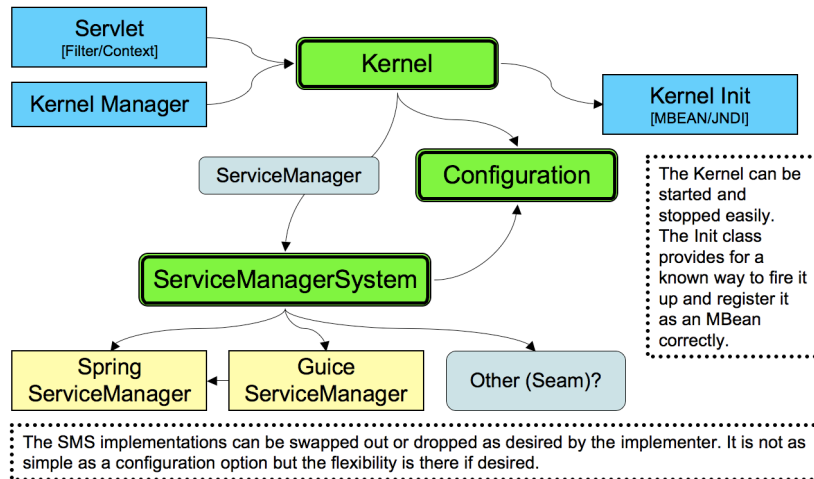 Servlet
[Filter/Context]
Kernel
Kernel Manager
Kernel Init
[MBEAN/JNDI]
ServiceManager
Configuration
The Kernel can be
started and
stopped easily.
The Init class
provides for a
known way to fire it
up and register it
as an MBean
correctly.
ServiceManagerSystem
Spring
ServiceManager
Guice
ServiceManager
Other (Seam)?
The SMS implementations can be swapped out or dropped as desired by the implementer. It is not as
simple as a configuration option but the flexibility is there if desired.